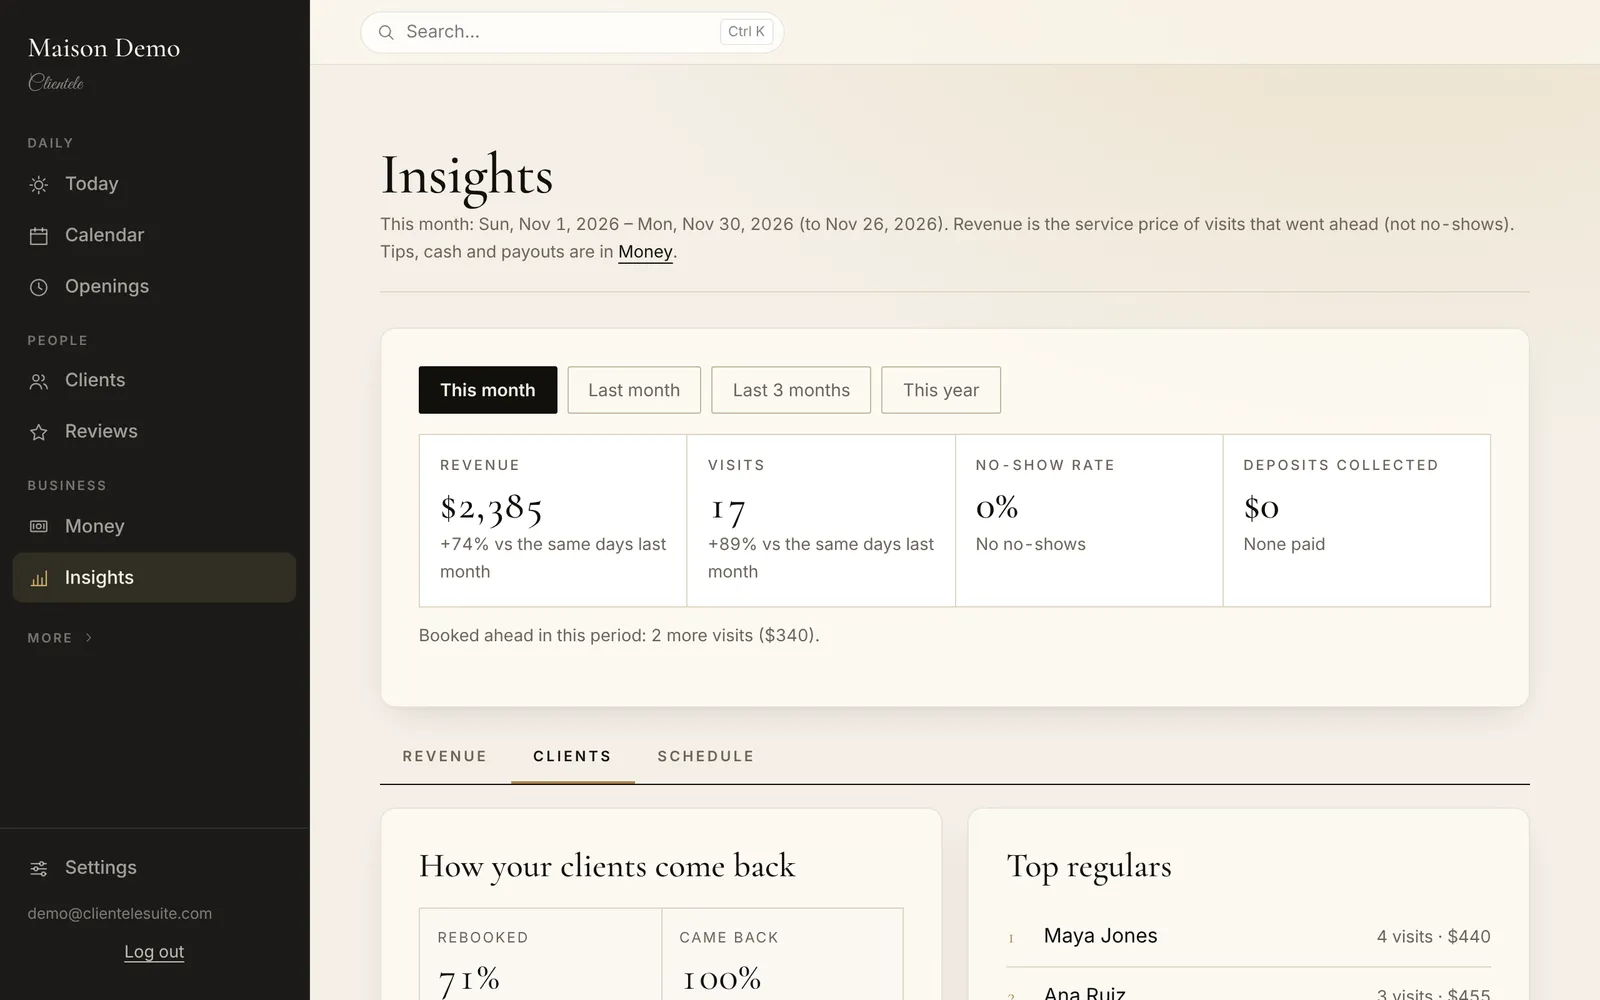 Maison Demo
Clientele
DAILY
Today
Calendar
Openings
PEOPLE
Clients
Reviews
BUSINESS
Money
Insights
MORE
Settings
demo@clientelesuite.com
Log out
Search...
Ctrl K
Insights
This month: Sun, Nov 1, 2026 – Mon, Nov 30, 2026 (to Nov 26, 2026). Revenue is the service price of visits that went ahead (not no-shows).
Tips, cash and payouts are in Money.
This month
Last month
Last 3 months
This year
REVENUE
$2,385
+74% vs the same days last
month
VISITS
17
+89% vs the same days last
month
NO-SHOW RATE
0%
No no-shows
DEPOSITS COLLECTED
$0
None paid
Booked ahead in this period: 2 more visits ($340).
REVENUE
CLIENTS
SCHEDULE
How your clients come back
REBOOKED
71%
CAME BACK
100%
Top regulars
1 Maya Jones 4 visits · $440
2 Ana Ruiz 3 visits · $455